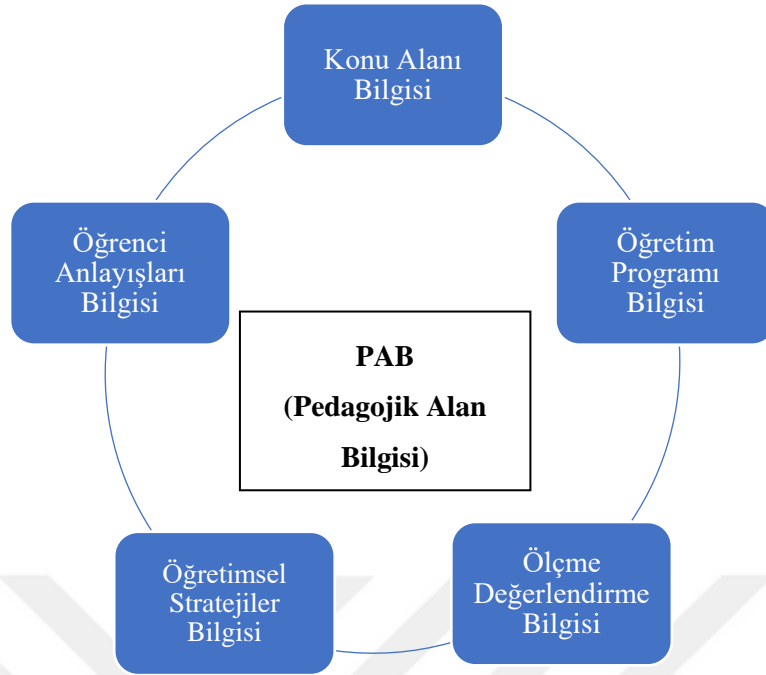 Konu Alanı
Bilgisi
Öğrenci
Anlayışları
Bilgisi
Öğretim
Programı
Bilgisi
PAB
(Pedagojik Alan
Bilgisi)
Öğretimsel
Stratejiler
Bilgisi
Ölçme
Değerlendirme
Bilgisi